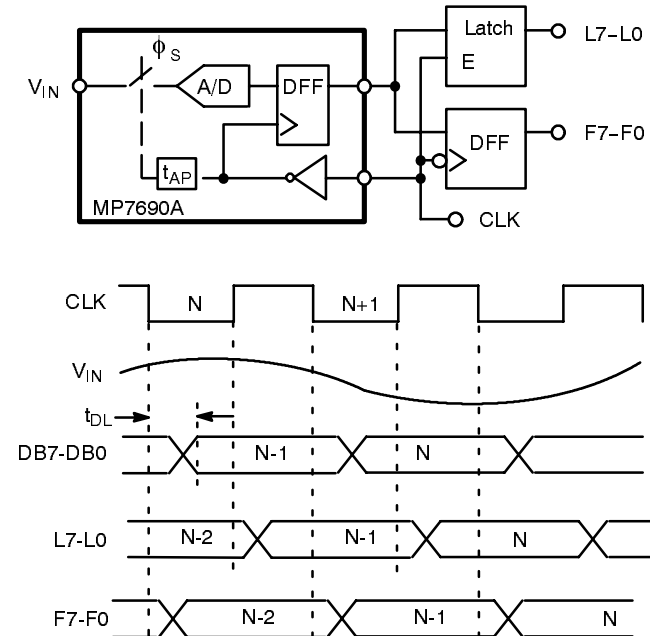 ϕS
Latch
L7–L0
E
VIN
A/D
DFF
DFF
F7–F0
tAP
MP7690A
CLK
CLK
N
N+1
VIN
tDL
DB7-DB0
N-1
N
L7-L0
N-2
N-1
N
F7-F0
N-2
N-1
N